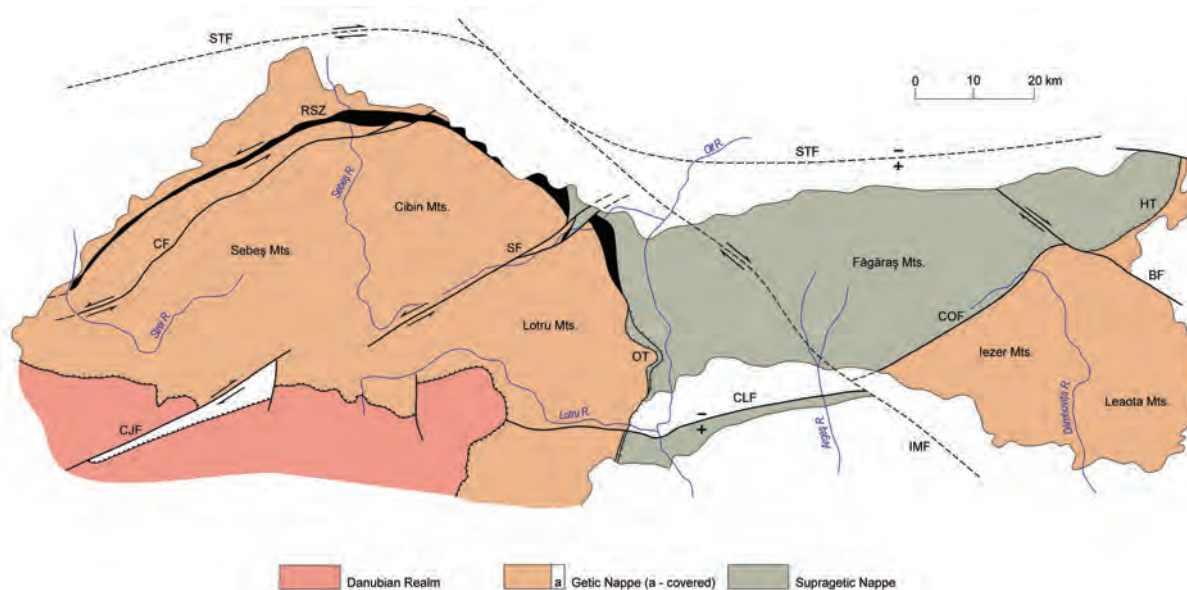 STF
0 10 20 km
RSZ
STF
Olt R.
Sebeş R.
Cibin Mts.
HT
CF
Sebeş Mts.
SF
Făgăraş Mts.
BF
Strei R.
Lotru Mts.
COF
OT
Iezer Mts.
CLF
Dâmboviţa R.
Leaota Mts.
Lotru R.
Argeş R.
CJF
IMF
Danubian Realm
a
Getic Nappe (a - covered)
Supragetic Nappe